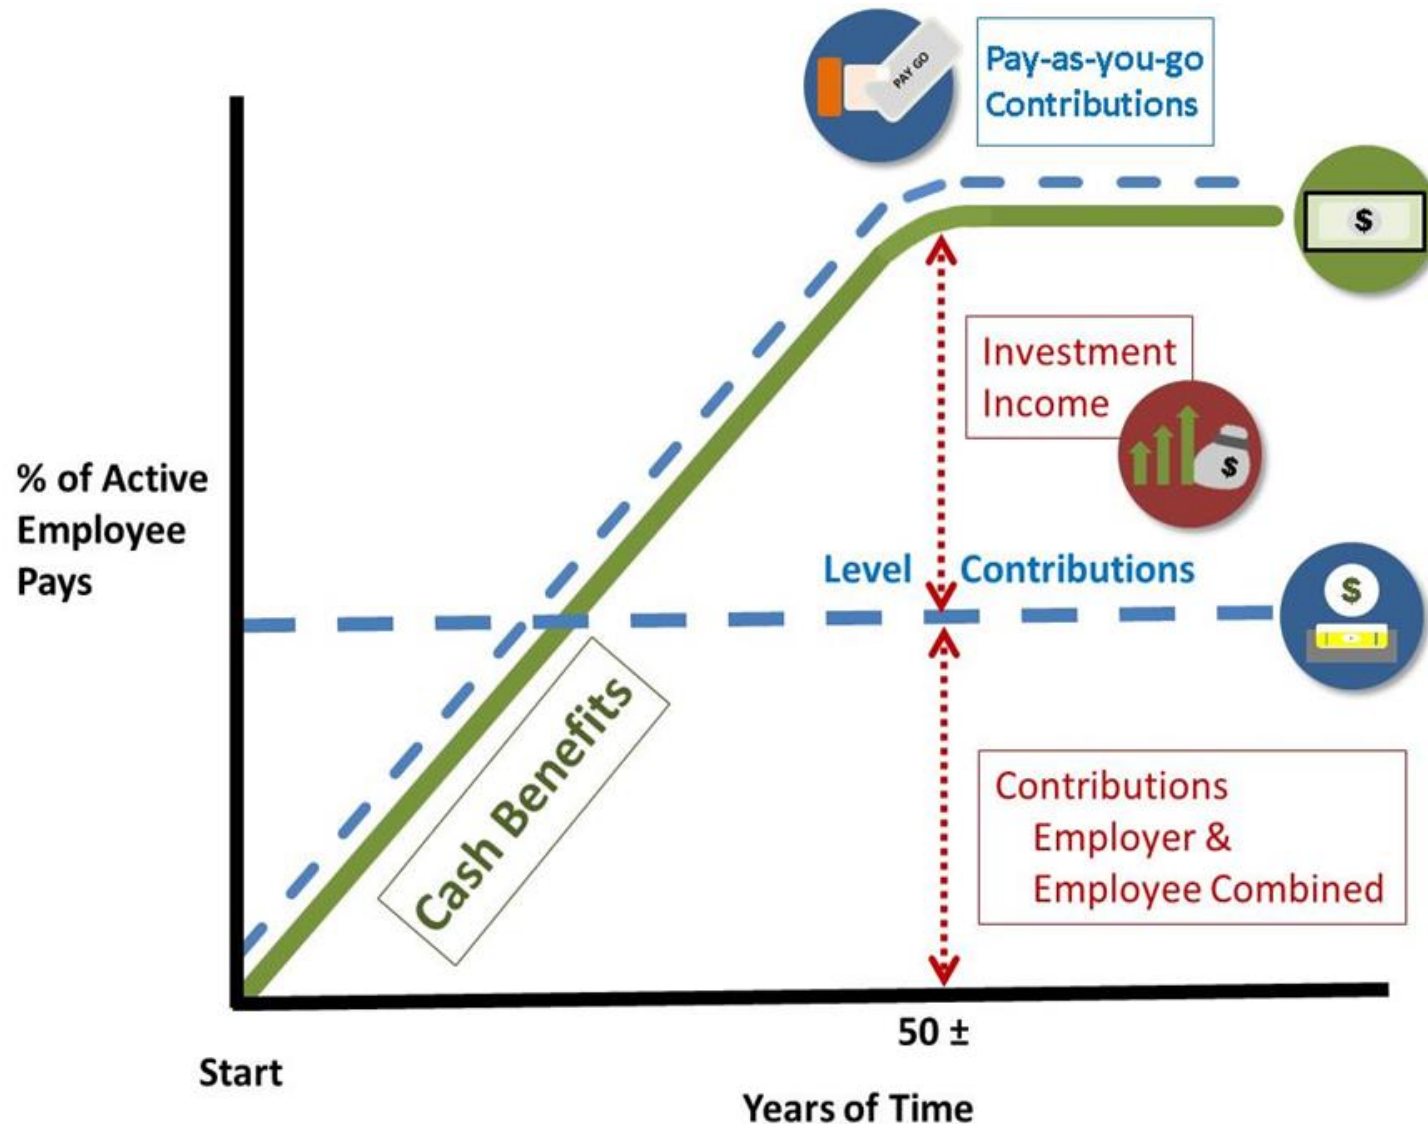 PAY GO
Pay-as-you-go
Contributions
$
Investment
Income
$
% of Active
Employee
Pays
Level Contributions
$
Cash Benefits
Contributions
Employer &
Employee Combined
50 ±
Start
Years of Time